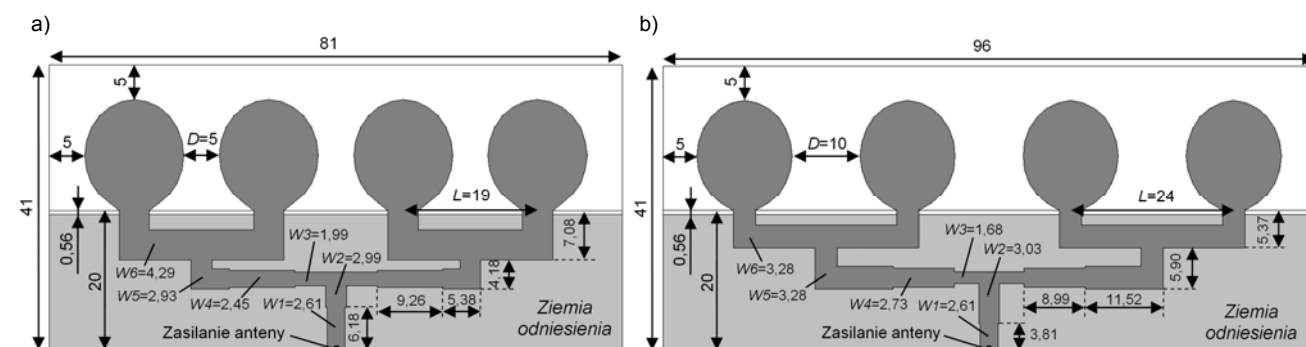 a)
81
5
5
D=5
L=19
41
0,56
20
7,08
W3=1,99
W2=2,99
W6=4,29
W5=2,93
W4=2,45
W1=2,61
4,18
9,26
5,38
6,18
Ziemia
odniesienia
Zasilanie anteny
b)
96
5
5
D=10
L=24
41
0,56
20
5,37
W3=1,68
W2=3,03
W6=3,28
W5=3,28
W4=2,73
W1=2,61
5,90
8,99
11,52
3,81
Ziemia
odniesienia
Zasilanie anteny